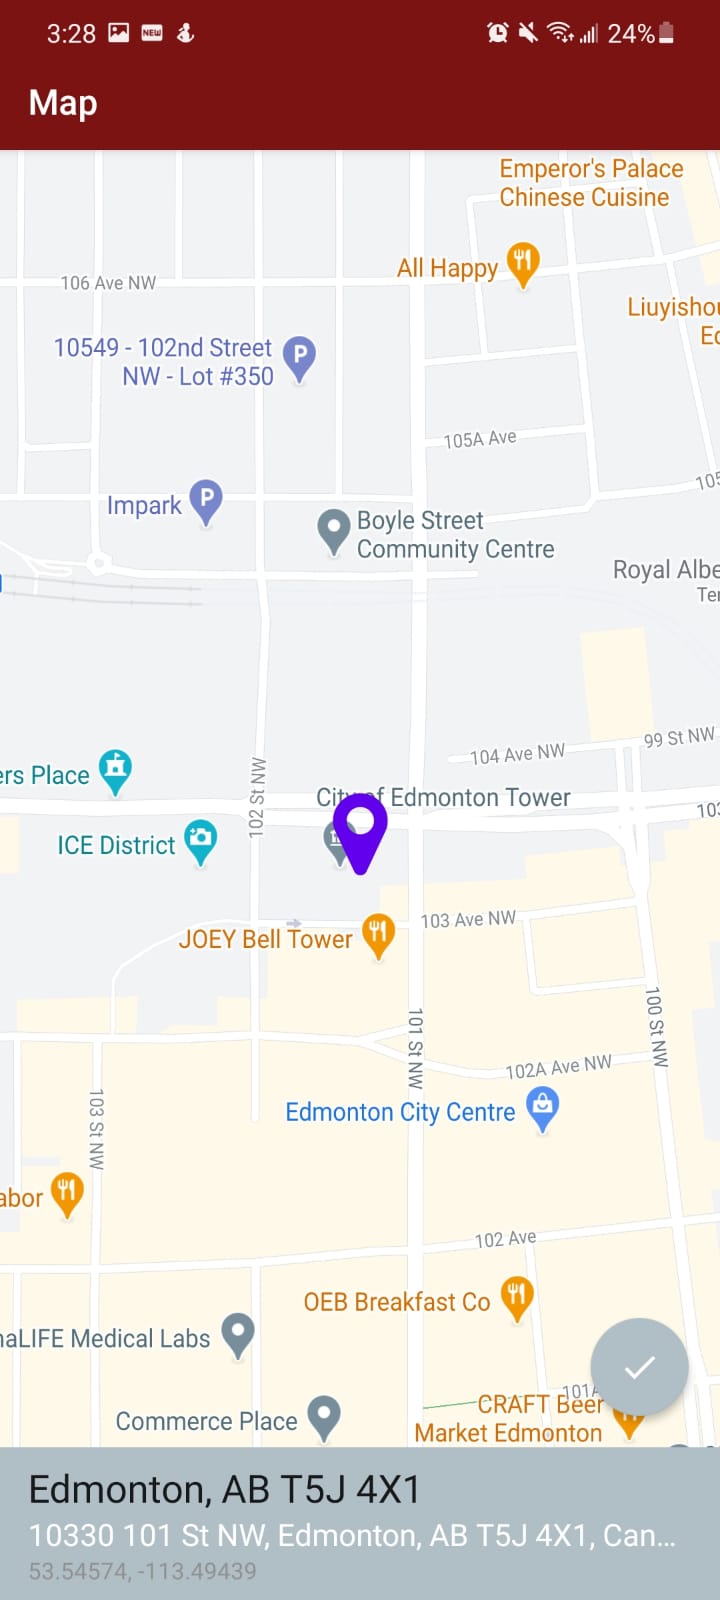 3:28
NEW
24%
Map
Emperor's Palace
Chinese Cuisine
All Happy
106 Ave NW
Liuyishou
10549 - 102nd Street
NW - Lot #350
P
105A Ave
Impark
P
105
Boyle Street
Community Centre
Royal Albe
Ter
104 Ave NW
99 St NW
ers Place
102 St NW
City of Edmonton Tower
103
ICE District
103 Ave NW
JOEY Bell Tower
101 St NW
100 St NW
102A Ave NW
103 St NW
Edmonton City Centre
abor
102 Ave
OEB Breakfast Co
naLIFE Medical Labs
101A
CRAFT Beer
Market Edmonton
Commerce Place
Edmonton, AB T5J 4X1
10330 101 St NW, Edmonton, AB T5J 4X1, Can...
53.54574, -113.49439